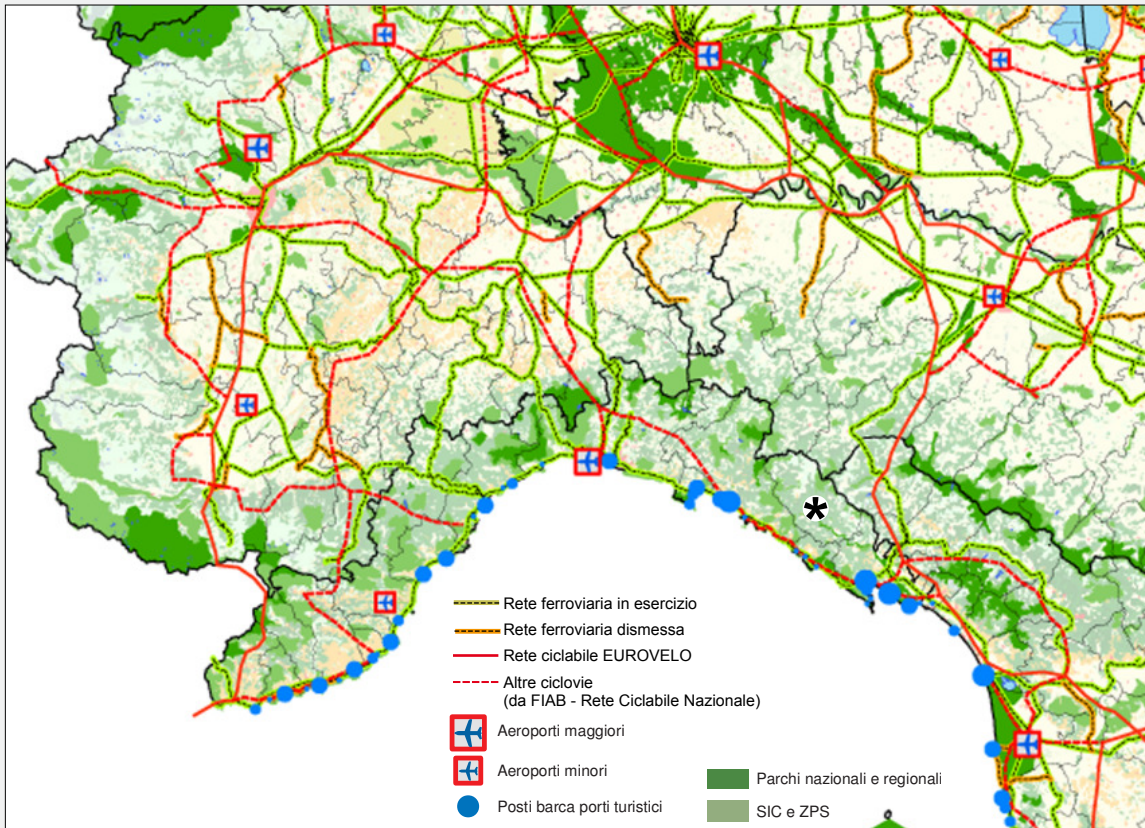 *
Rete ferroviaria in esercizio
Rete ferroviaria dismessa
Rete ciclabile EUROVELO
Altre ciclovie
(da FIAB - Rete Ciclabile Nazionale)
Aeroporti maggiori
Aeroporti minori
Posti barca porti turistici
Parchi nazionali e regionali
SIC e ZPS